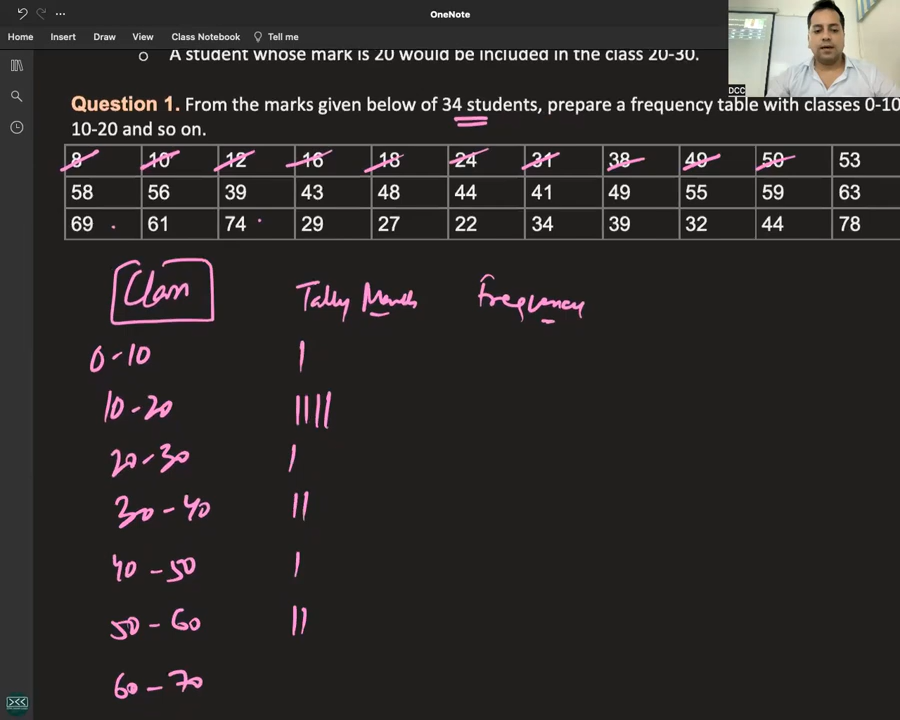 OneNote
Home Insert Draw View Class Notebook Tell me
A student whose mark is 20 would be included in the class 20-30.
DCC
Question 1. From the marks given below of 34 students, prepare a frequency table with classes 0-10
10-20 and so on.
8 10 12 16 18 24 31 38 49 50 53
58 56 39 43 48 44 41 49 55 59 63
69 61 74 29 27 22 34 39 32 44 78
Class Tally Marks Frequency
0-10 |
10-20 ||||
20-30 |
30-40 ||
40-50 |
50-60 ||
60-70